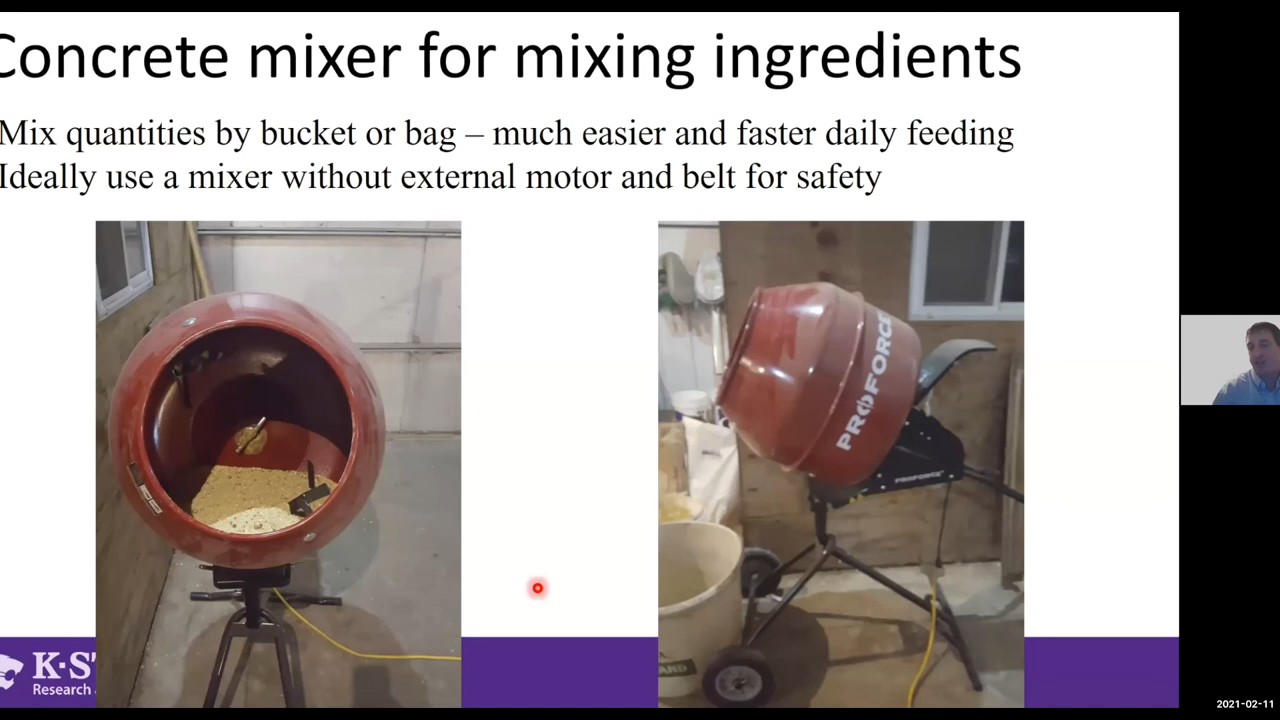 Concrete mixer for mixing ingredients
Mix quantities by bucket or bag – much easier and faster daily feeding
Ideally use a mixer without external motor and belt for safety
PROFORCE
PROFORCE
K-ST
Research
2021-02-11